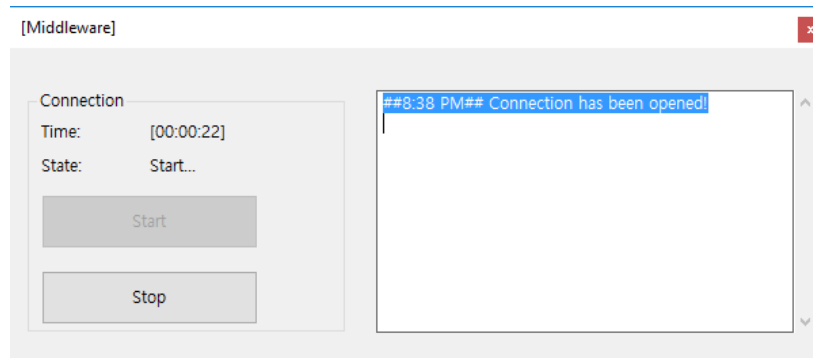 [Middleware]
x
Connection
Time: [00:00:22]
State: Start...
Start
Stop
##8:38 PM## Connection has been opened!